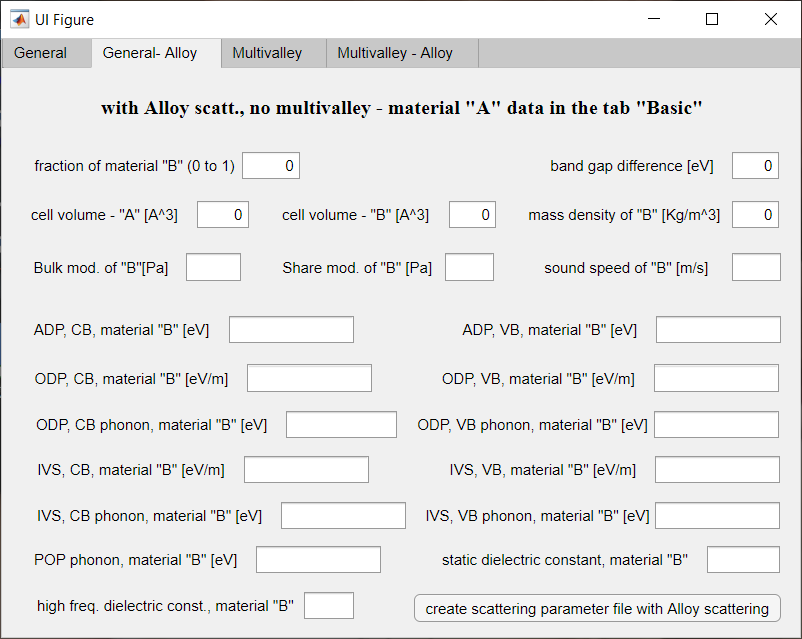 UI Figure
General General- Alloy Multivalley Multivalley - Alloy
with Alloy scatt., no multivalley - material "A" data in the tab "Basic"
fraction of material "B" (0 to 1) 0 band gap difference [eV] 0
cell volume - "A" [A^3] 0 cell volume - "B" [A^3] 0 mass density of "B" [Kg/m^3] 0
Bulk mod. of "B"[Pa] Share mod. of "B" [Pa] sound speed of "B" [m/s]
ADP, CB, material "B" [eV] ADP, VB, material "B" [eV]
ODP, CB, material "B" [eV/m] ODP, VB, material "B" [eV/m]
ODP, CB phonon, material "B" [eV] ODP, VB phonon, material "B" [eV]
IVS, CB, material "B" [eV/m] IVS, VB, material "B" [eV/m]
IVS, CB phonon, material "B" [eV] IVS, VB phonon, material "B" [eV]
POP phonon, material "B" [eV] static dielectric constant, material "B"
high freq. dielectric const., material "B" create scattering parameter file with Alloy scattering